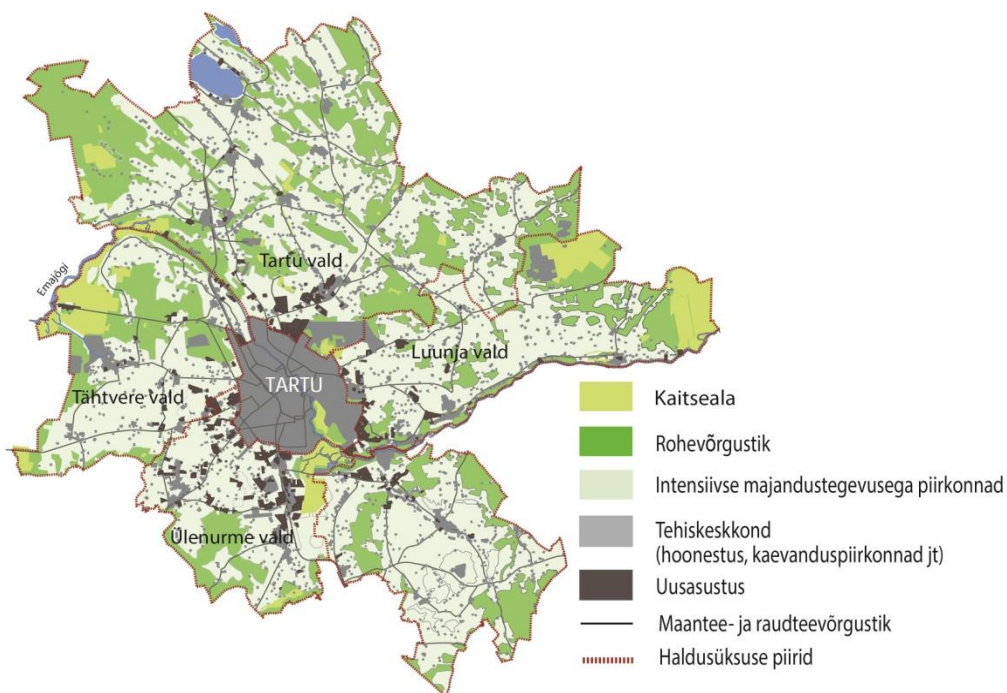 Emajõgi
Tartu vald
Luunja vald
TARTU
Tähtvere vald
Ülenurme vald
Kaitseala
Rohevõrgustik
Intensiivse majandustegevusega piirkonnad
Tehiskeskkond
(hoonestus, kaevanduspiirkonnad jt)
Uusasustus
Maantee- ja raudteevõrgustik
Haldusüksuse piirid